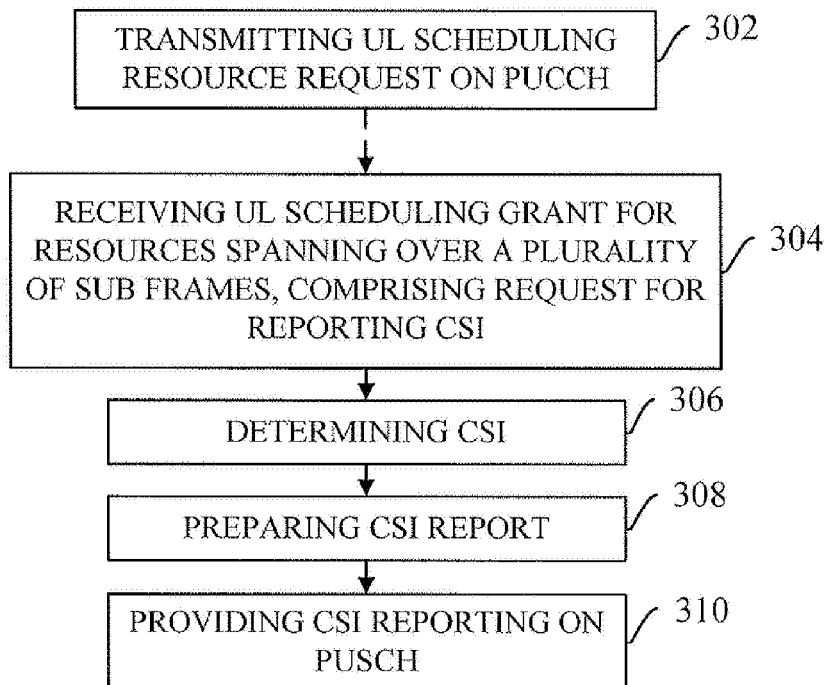 TRANSMITTING UL SCHEDULING
RESOURCE REQUEST ON PUCCH
302
RECEIVING UL SCHEDULING GRANT FOR
RESOURCES SPANNING OVER A PLURALITY
OF SUB FRAMES, COMPRISING REQUEST FOR
REPORTING CSI
304
DETERMINING CSI
306
PREPARING CSI REPORT
308
PROVIDING CSI REPORTING ON
PUSCH
310